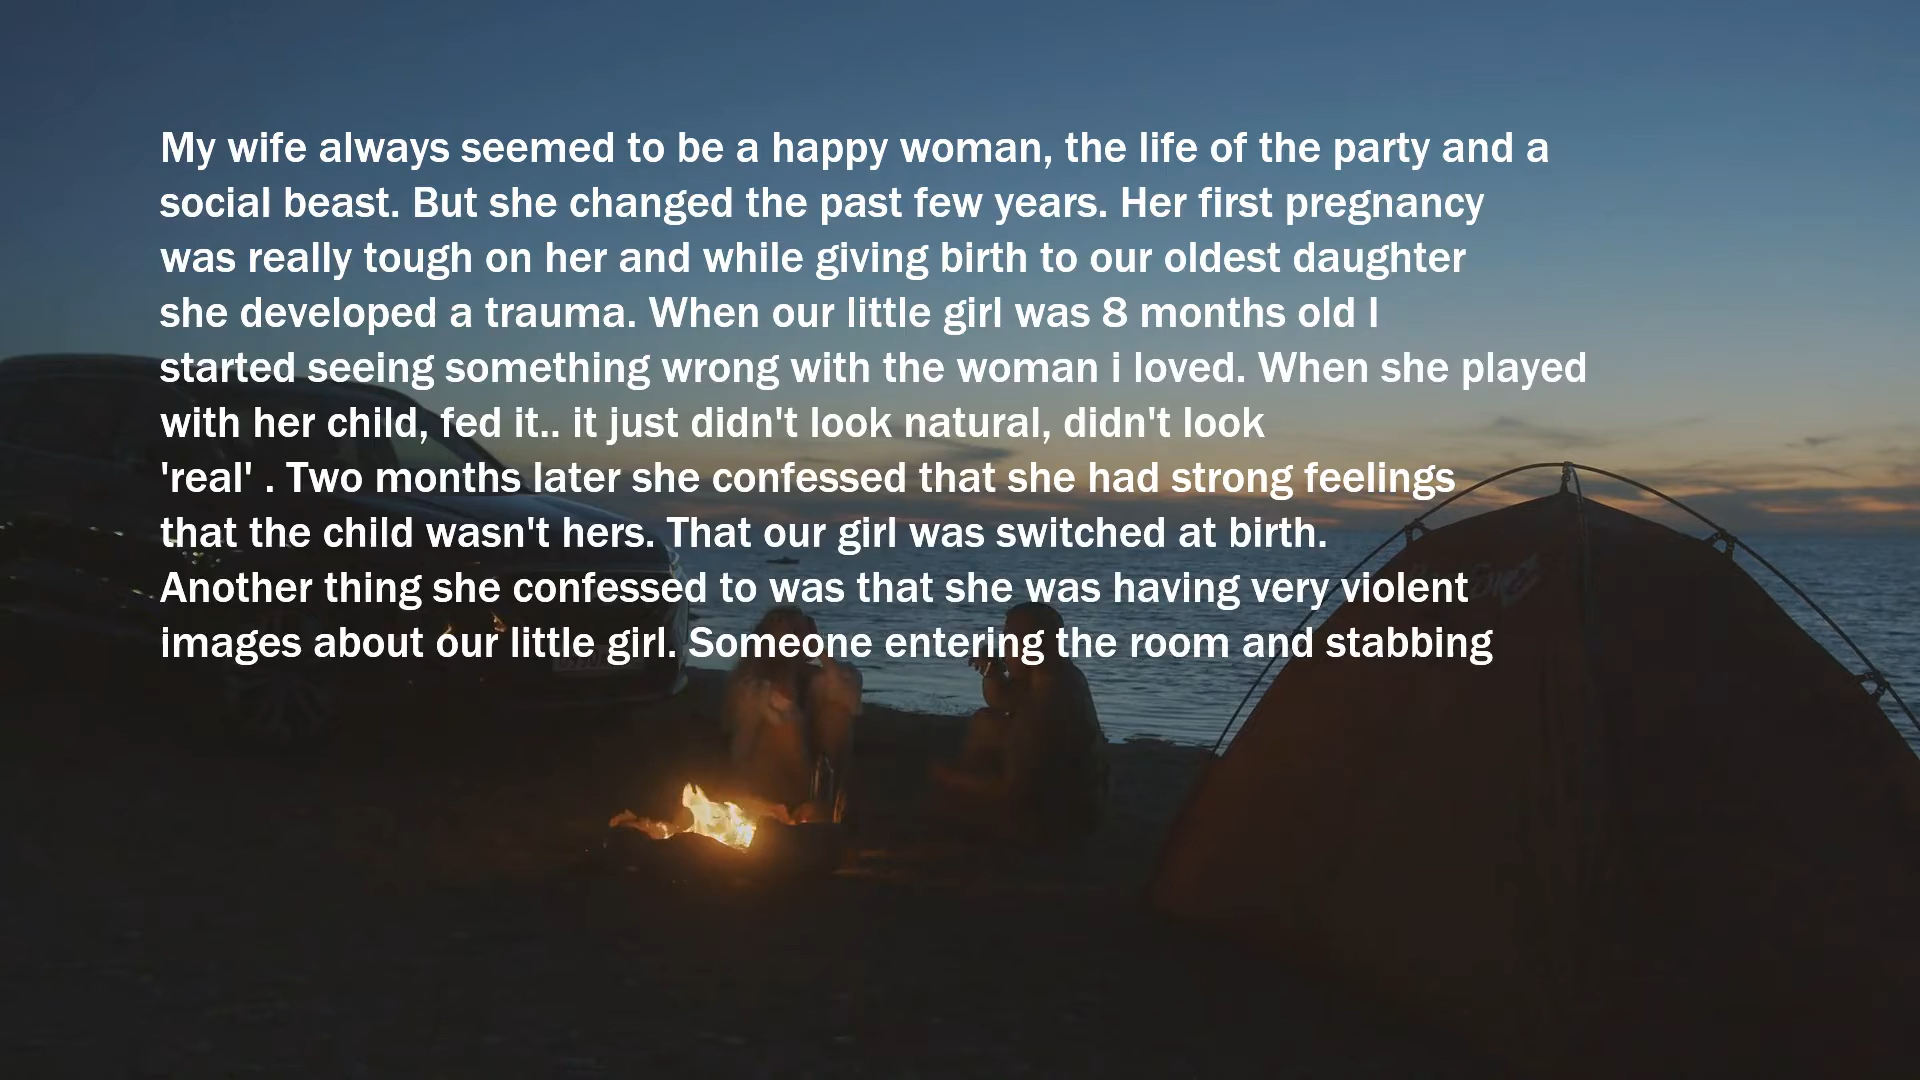 My wife always seemed to be a happy woman, the life of the party and a
social beast. But she changed the past few years. Her first pregnancy
was really tough on her and while giving birth to our oldest daughter
she developed a trauma. When our little girl was 8 months old I
started seeing something wrong with the woman i loved. When she played
with her child, fed it.. it just didn't look natural, didn't look
'real' . Two months later she confessed that she had strong feelings
that the child wasn't hers. That our girl was switched at birth.
Another thing she confessed to was that she was having very violent
images about our little girl. Someone entering the room and stabbing